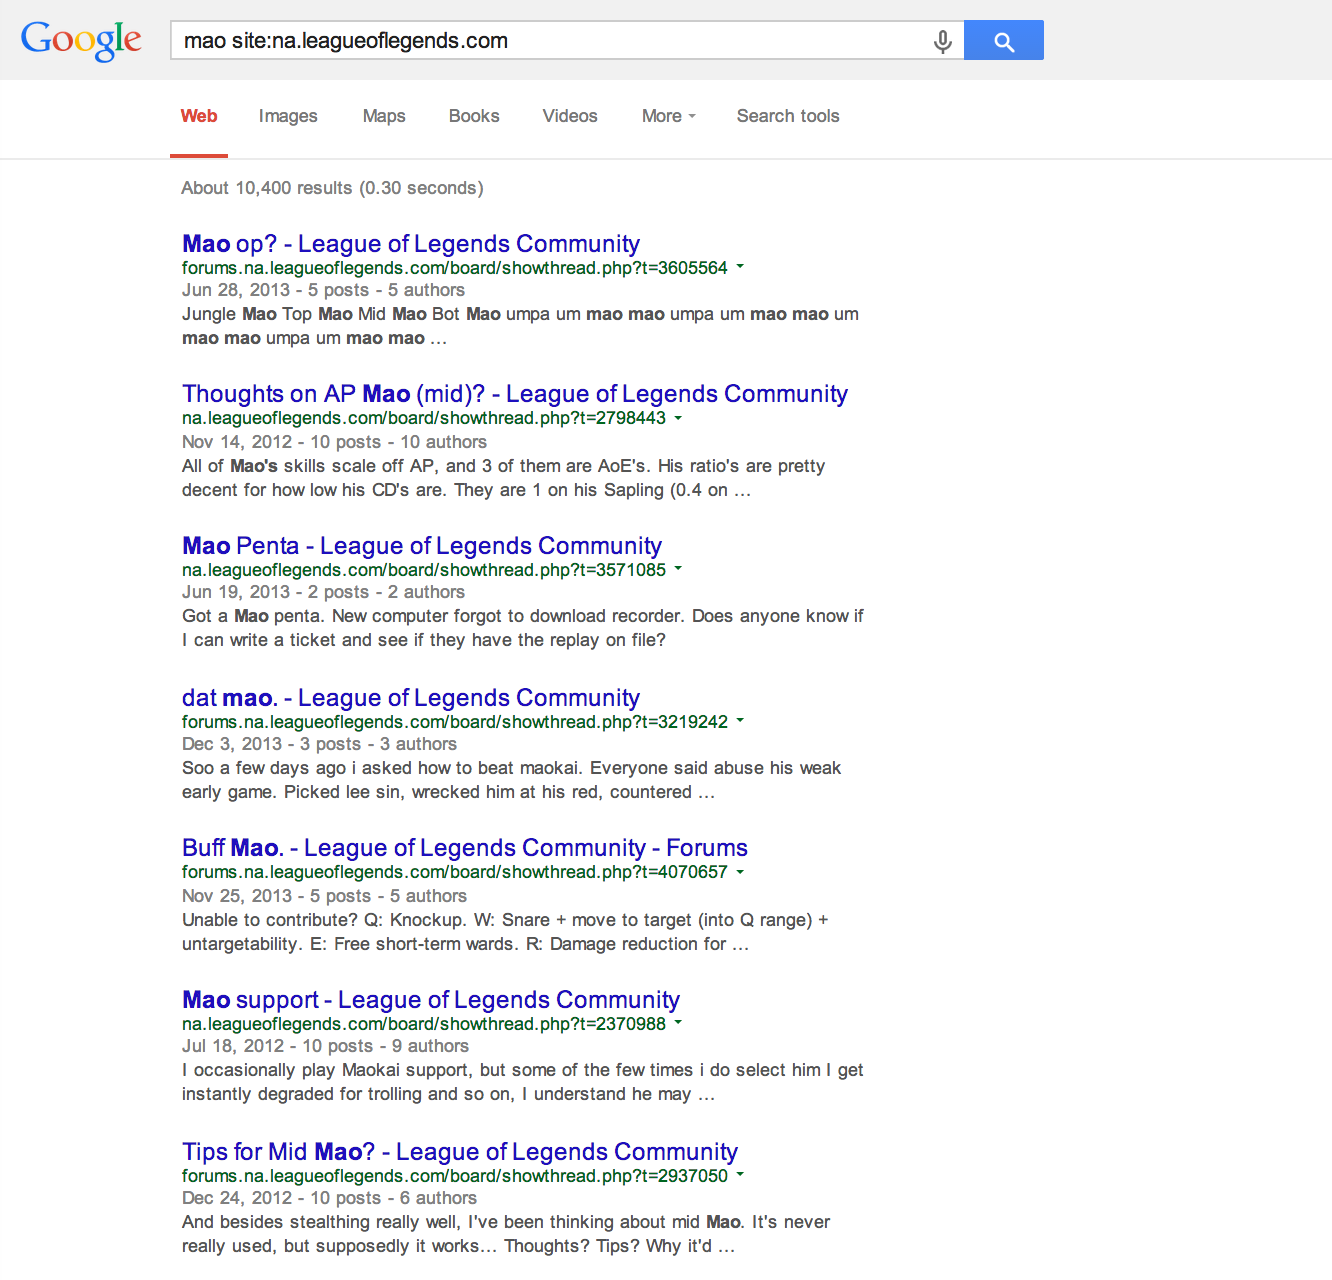 Google
mao site:na.leagueoflegends.com
Web Images Maps Books Videos More Search tools
About 10,400 results (0.30 seconds)
Mao op? - League of Legends Community
forums.na.leagueoflegends.com/board/showthread.php?t=3605564
Jun 28, 2013 - 5 posts - 5 authors
Jungle Mao Top Mao Mid Mao Bot Mao umpa um mao mao umpa um mao mao um
mao mao umpa um mao mao ...
Thoughts on AP Mao (mid)? - League of Legends Community
na.leagueoflegends.com/board/showthread.php?t=2798443
Nov 14, 2012 - 10 posts - 10 authors
All of Mao's skills scale off AP, and 3 of them are AoE's. His ratio's are pretty
decent for how low his CD's are. They are 1 on his Sapling (0.4 on ...
Mao Penta - League of Legends Community
na.leagueoflegends.com/board/showthread.php?t=3571085
Jun 19, 2013 - 2 posts - 2 authors
Got a Mao penta. New computer forgot to download recorder. Does anyone know if
I can write a ticket and see if they have the replay on file?
dat mao. - League of Legends Community
forums.na.leagueoflegends.com/board/showthread.php?t=3219242
Dec 3, 2013 - 3 posts - 3 authors
Soo a few days ago i asked how to beat maokai. Everyone said abuse his weak
early game. Picked lee sin, wrecked him at his red, countered ...
Buff Mao. - League of Legends Community - Forums
forums.na.leagueoflegends.com/board/showthread.php?t=4070657
Nov 25, 2013 - 5 posts - 5 authors
Unable to contribute? Q: Knockup. W: Snare + move to target (into Q range) +
untargetability. E: Free short-term wards. R: Damage reduction for ...
Mao support - League of Legends Community
na.leagueoflegends.com/board/showthread.php?t=2370988
Jul 18, 2012 - 10 posts - 9 authors
I occasionally play Maokai support, but some of the few times i do select him I get
instantly degraded for trolling and so on, I understand he may ...
Tips for Mid Mao? - League of Legends Community
forums.na.leagueoflegends.com/board/showthread.php?t=2937050
Dec 24, 2012 - 10 posts - 6 authors
And besides stealthing really well, I've been thinking about mid Mao. It's never
really used, but supposedly it works... Thoughts? Tips? Why it'd ...